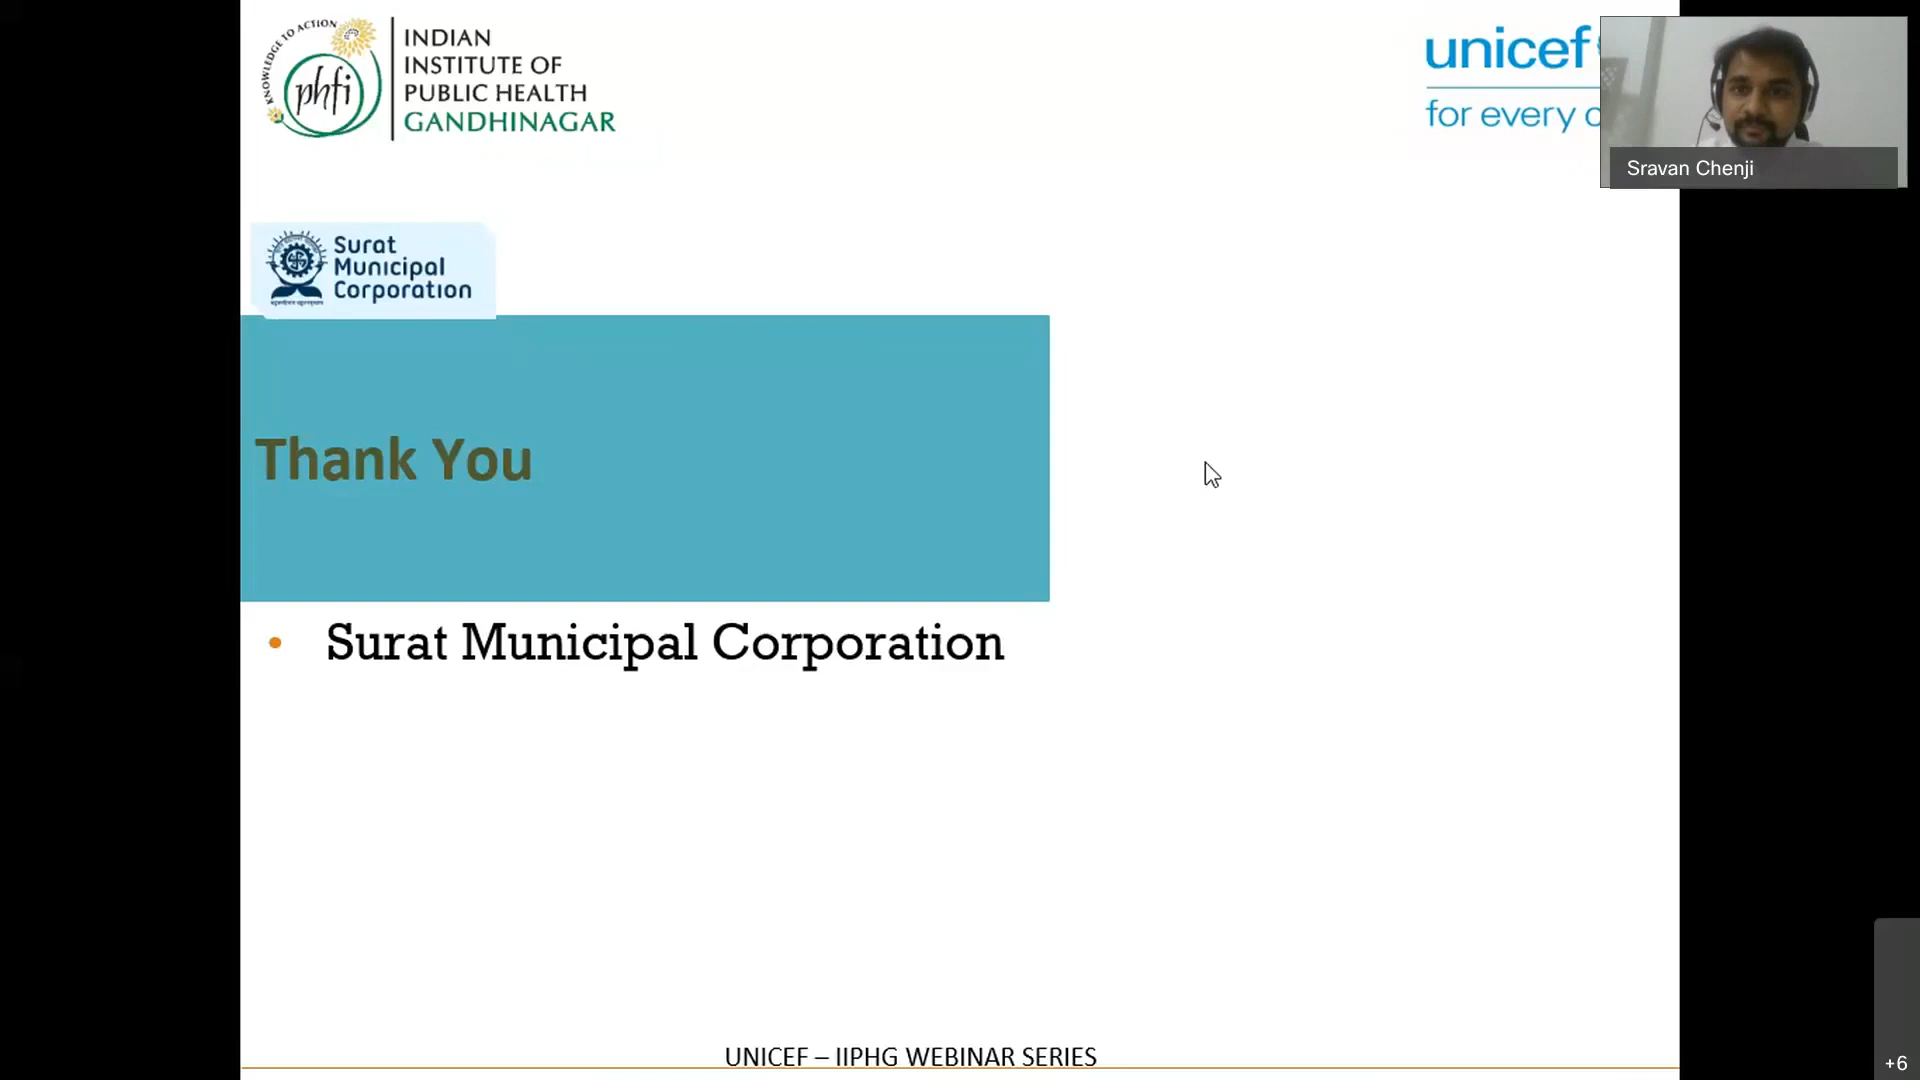 KNOWLEDGE TO ACTION
phfi
INDIAN
INSTITUTE OF
PUBLIC HEALTH
GANDHINAGAR
unicef
for every c
Sravan Chenji
Surat
Municipal
Corporation
Thank You
• Surat Municipal Corporation
UNICEF – IIPHG WEBINAR SERIES
+6